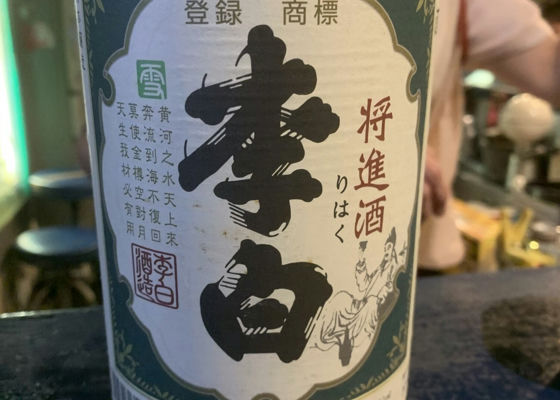 登録 商標
将進酒
りはく
李白
雪
黄河之水天上来
奔流到海不復回
莫使金樽空對月
天生我材必有用
李白酒造